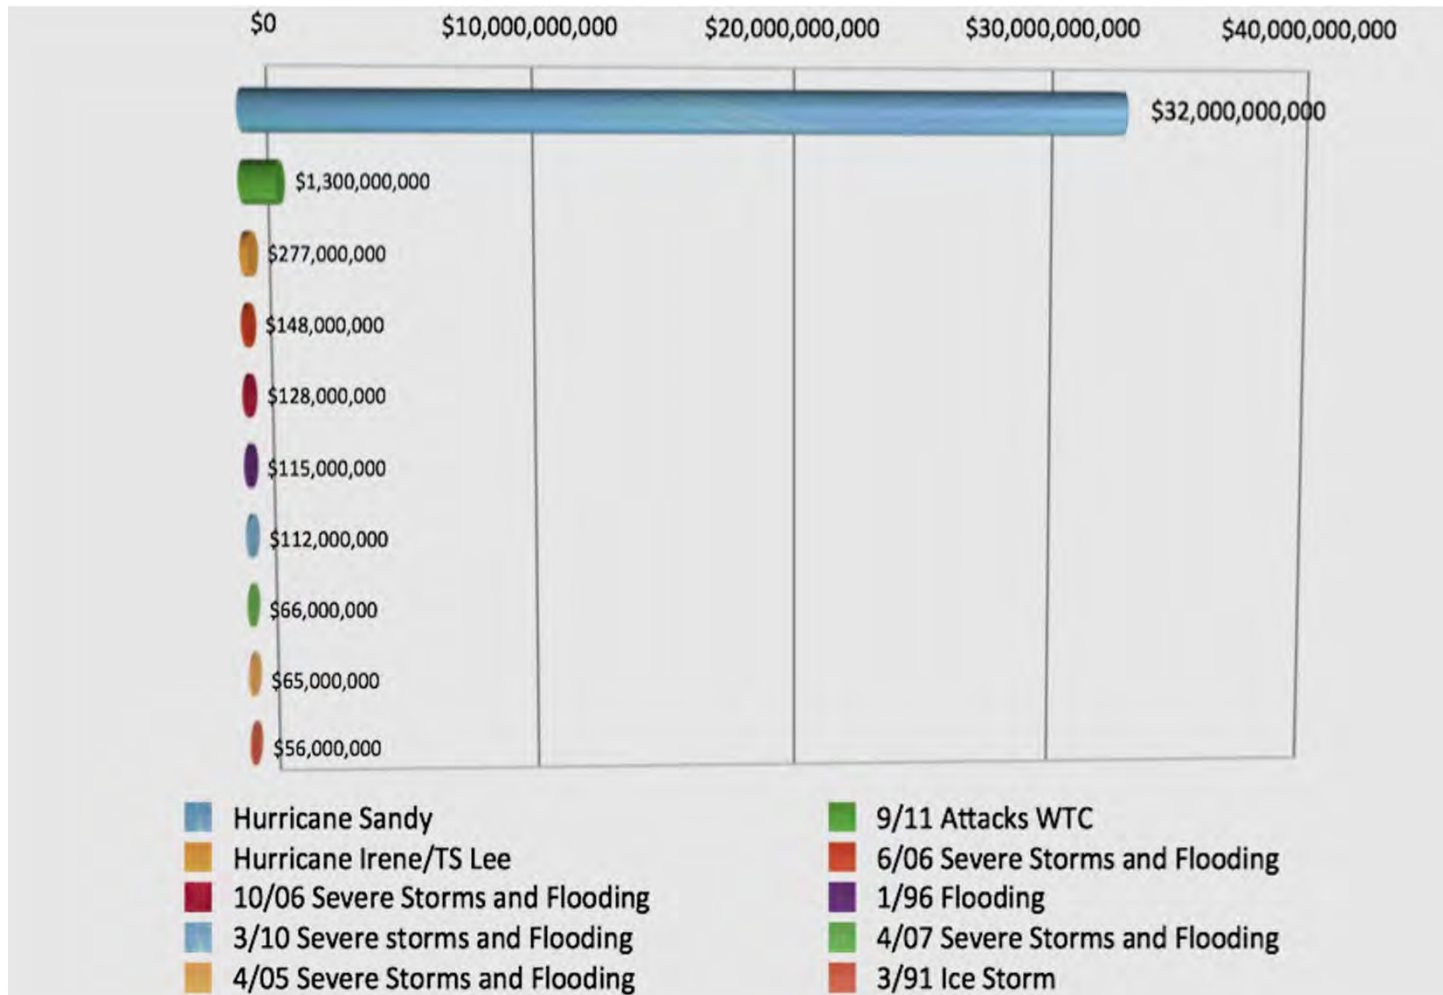 $0 $10,000,000,000 $20,000,000,000 $30,000,000,000 $40,000,000,000
$32,000,000,000
$1,300,000,000
$277,000,000
$148,000,000
$128,000,000
$115,000,000
$112,000,000
$66,000,000
$65,000,000
$56,000,000
Hurricane Sandy 9/11 Attacks WTC
Hurricane Irene/TS Lee 6/06 Severe Storms and Flooding
10/06 Severe Storms and Flooding 1/96 Flooding
3/10 Severe storms and Flooding 4/07 Severe Storms and Flooding
4/05 Severe Storms and Flooding 3/91 Ice Storm